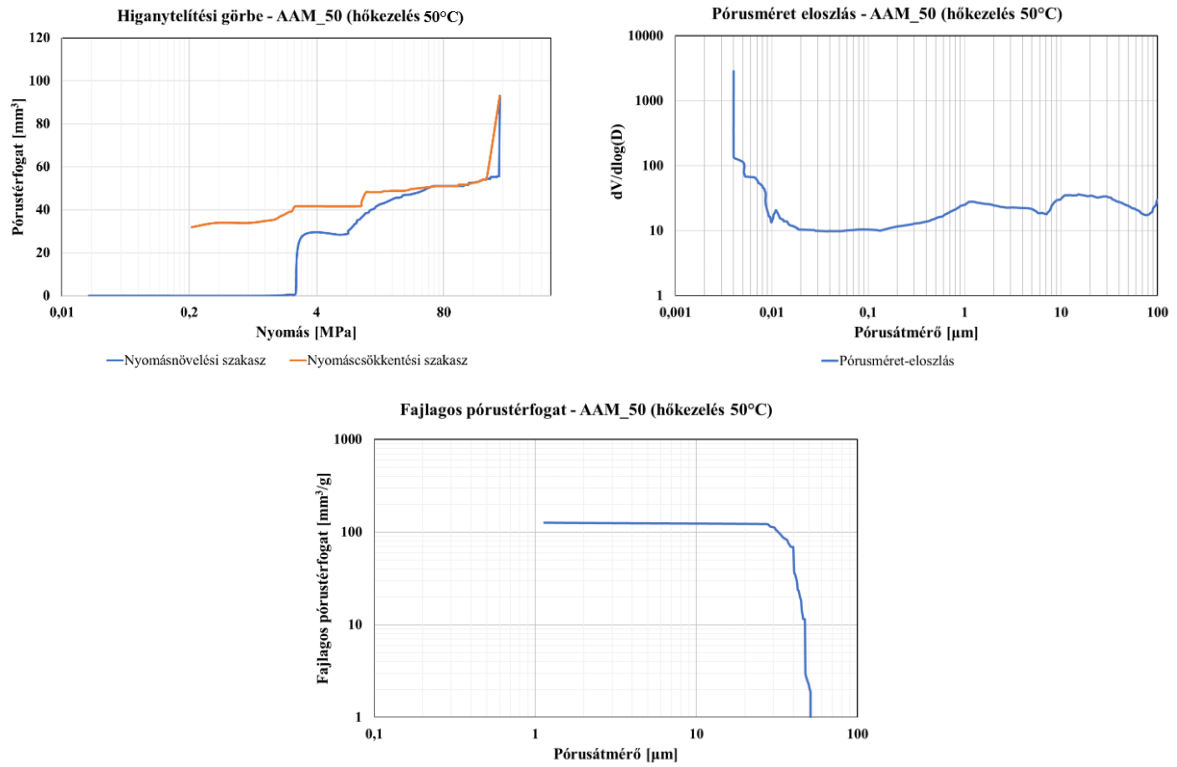 Higanytelítési görbe - AAM_50 (hőkezelés 50°C)
Pórustérfogat [mm³]
120
100
80
60
40
20
0
0,01
0,2
4
80
Nyomás [MPa]
Nyomásnövelési szakasz
Nyomáscsökkentési szakasz
Pórusméret eloszlás - AAM_50 (hőkezelés 50°C)
dV/dlog(D)
10000
1000
100
10
1
0,001
0,01
0,1
1
10
100
Pórusátmérő [µm]
Pórusméret-eloszlás
Fajlagos pórustérfogat - AAM_50 (hőkezelés 50°C)
Fajlagos pórustérfogat [mm³/g]
1000
100
10
1
0,1
1
10
100
Pórusátmérő [µm]